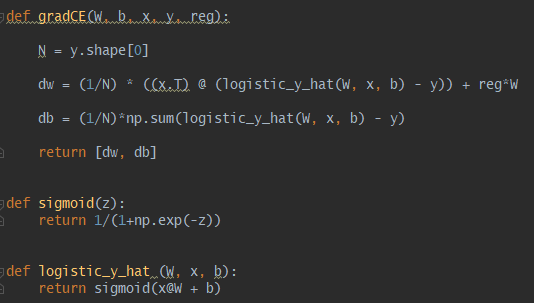 def gradCE(W, b, x, y, reg):
N = y.shape[0]
dw = (1/N) * ((x.T) @ (logistic_y_hat(W, x, b) - y)) + reg*W
db = (1/N)*np.sum(logistic_y_hat(W, x, b) - y)
return [dw, db]
def sigmoid(z):
return 1/(1+np.exp(-z))
def logistic_y_hat (W, x, b):
return sigmoid(x@W + b)